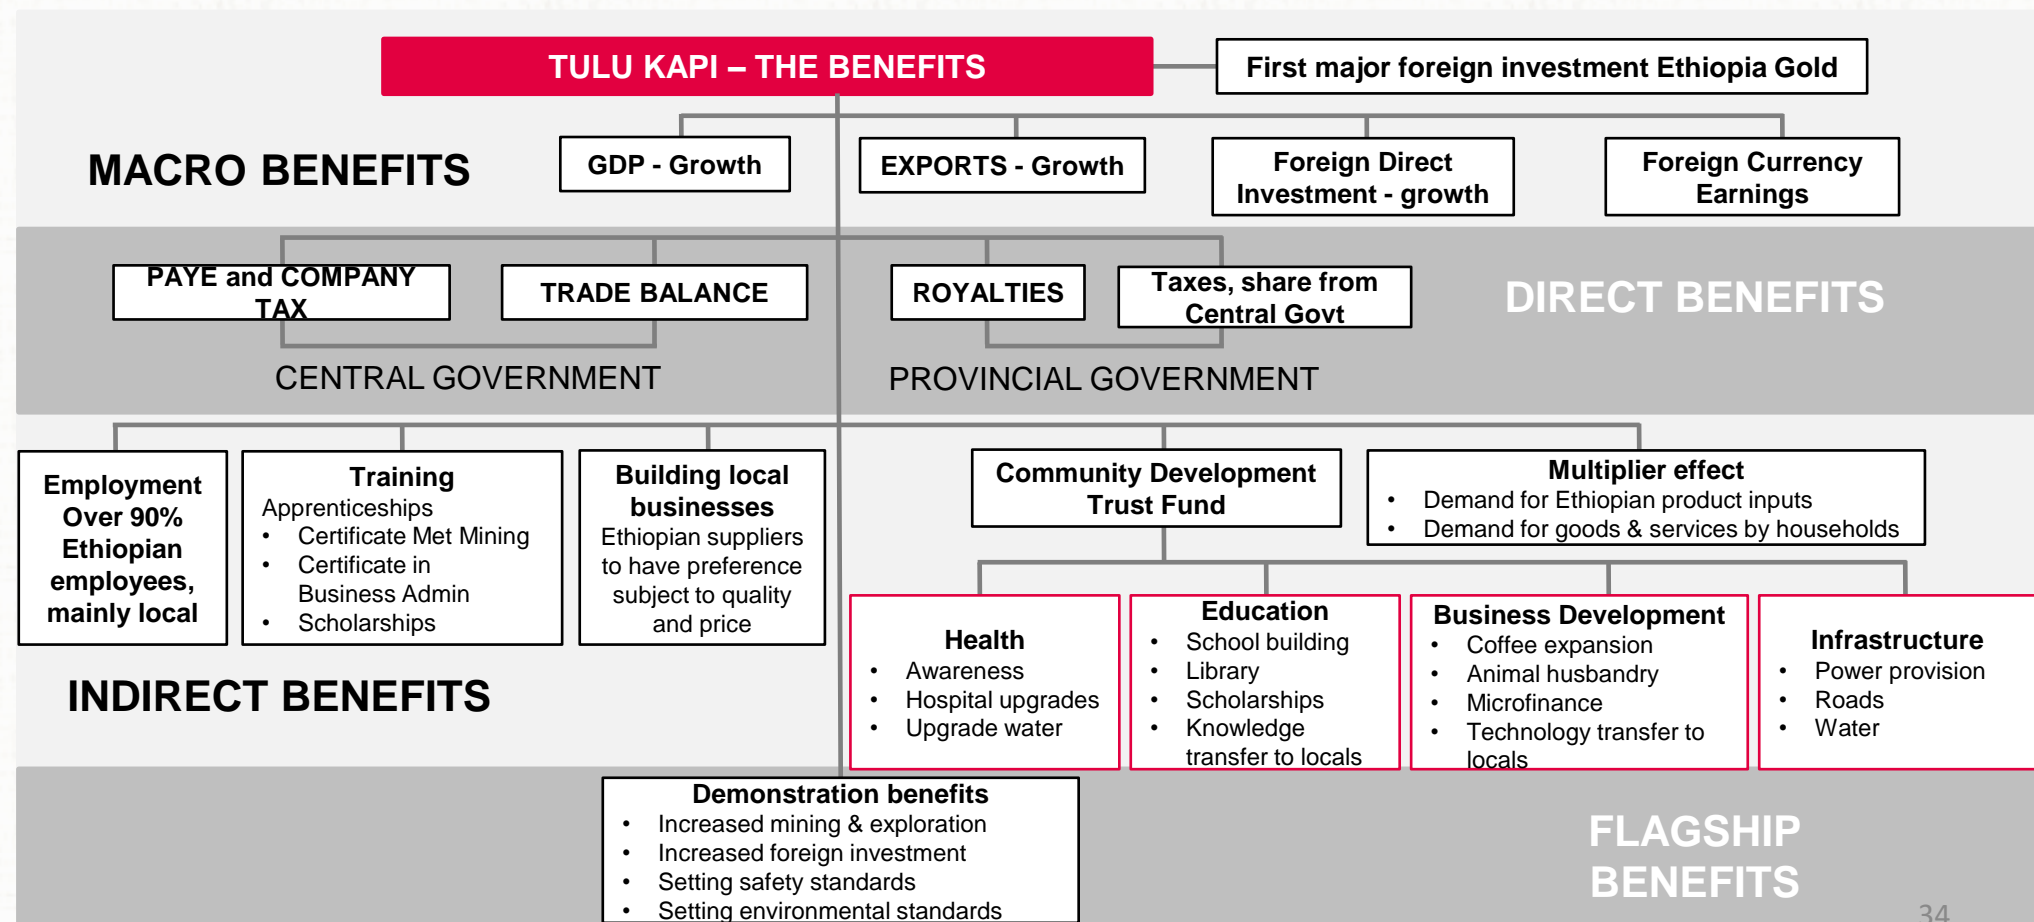 TULU KAPI – THE BENEFITS
First major foreign investment Ethiopia Gold
MACRO BENEFITS
GDP - Growth
EXPORTS - Growth
Foreign Direct
Investment - growth
Foreign Currency
Earnings
PAYE and COMPANY
TAX
TRADE BALANCE
ROYALTIES
Taxes, share from
Central Govt
DIRECT BENEFITS
CENTRAL GOVERNMENT
PROVINCIAL GOVERNMENT
Employment
Over 90%
Ethiopian
employees,
mainly local
Training
Apprenticeships
• Certificate Met Mining
• Certificate in
Business Admin
• Scholarships
Building local
businesses
Ethiopian suppliers
to have preference
subject to quality
and price
Community Development
Trust Fund
Multiplier effect
• Demand for Ethiopian product inputs
• Demand for goods & services by households
INDIRECT BENEFITS
Health
• Awareness
• Hospital upgrades
• Upgrade water
Education
• School building
• Library
• Scholarships
• Knowledge
transfer to locals
Business Development
• Coffee expansion
• Animal husbandry
• Microfinance
• Technology transfer to
locals
Infrastructure
• Power provision
• Roads
• Water
Demonstration benefits
• Increased mining & exploration
• Increased foreign investment
• Setting safety standards
• Setting environmental standards
FLAGSHIP
BENEFITS
34